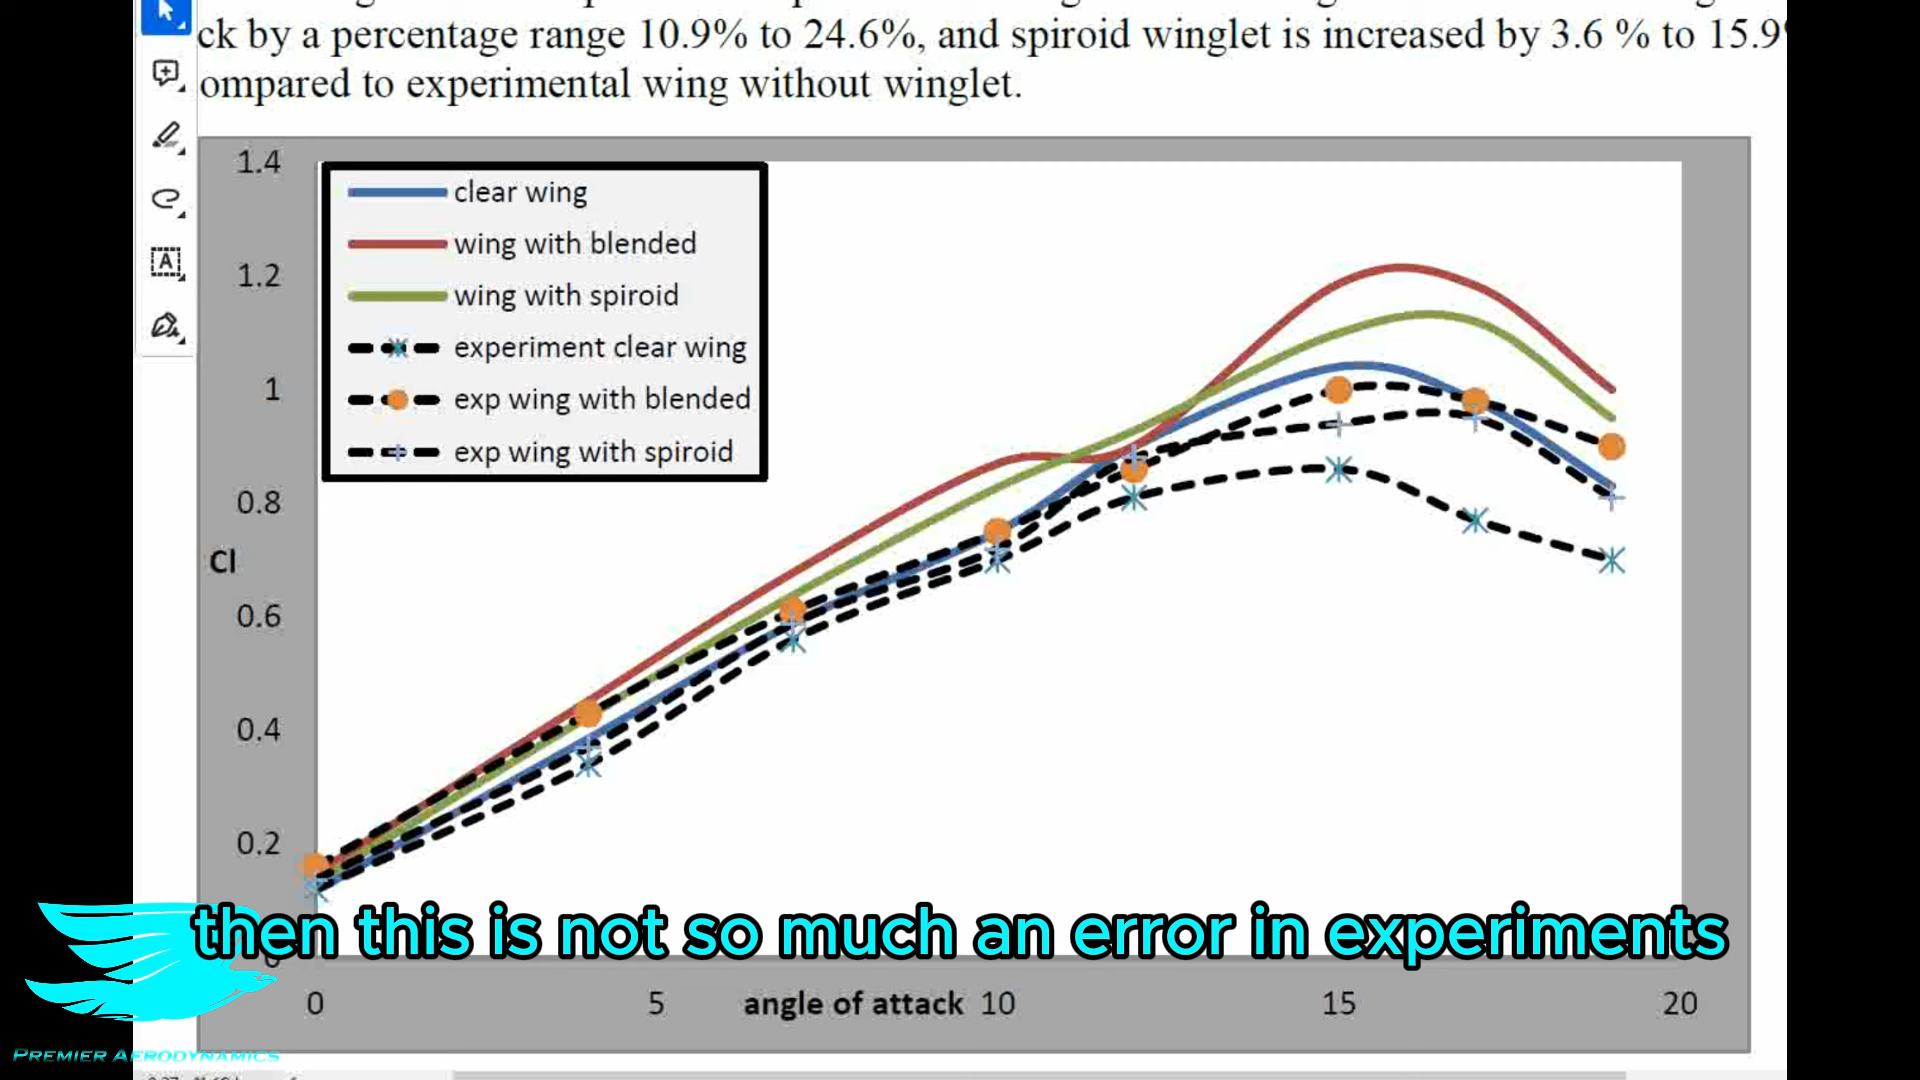 ck by a percentage range 10.9% to 24.6%, and spiroid winglet is increased by 3.6 % to 15.9
ompared to experimental wing without winglet.
1.4
1.2
1
0.8
Cl
0.6
0.4
0.2
0
clear wing
wing with blended
wing with spiroid
experiment clear wing
exp wing with blended
exp wing with spiroid
then this is not so much an error in experiments
0 5 angle of attack 10 15 20
PREMIER AERODYNAMICS